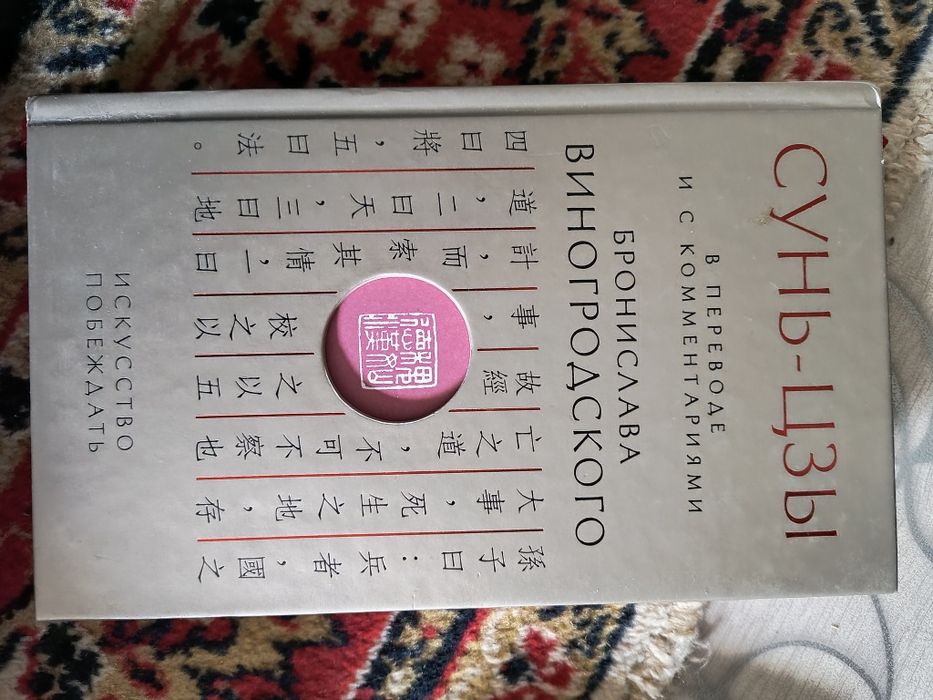 СУНЬ-ЦЗЫ
В ПЕРЕВОДЕ
И С КОММЕНТАРИЯМИ
БРОНИСЛАВА
ВИНОГРОДСКОГО
孫子曰：兵者，國之
大事，死生之地，存
亡之道，不可不察也
故經之以五
事，校之以
計，而索其情，一曰
道，二曰天，三曰地
四曰將，五曰法。
ИСКУССТВО
ПОБЕЖДАТЬ